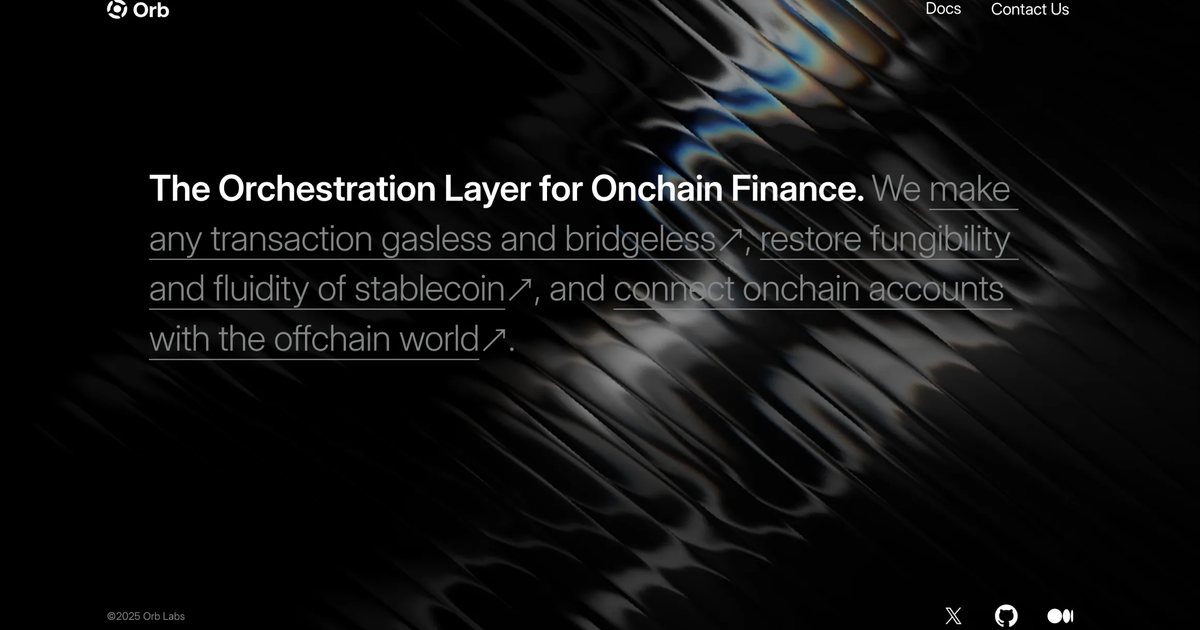 Orb
Docs
Contact Us
The Orchestration Layer for Onchain Finance. We make
any transaction gasless and bridgeless↗, restore fungibility
and fluidity of stablecoin↗, and connect onchain accounts
with the offchain world↗.
©2025 Orb Labs